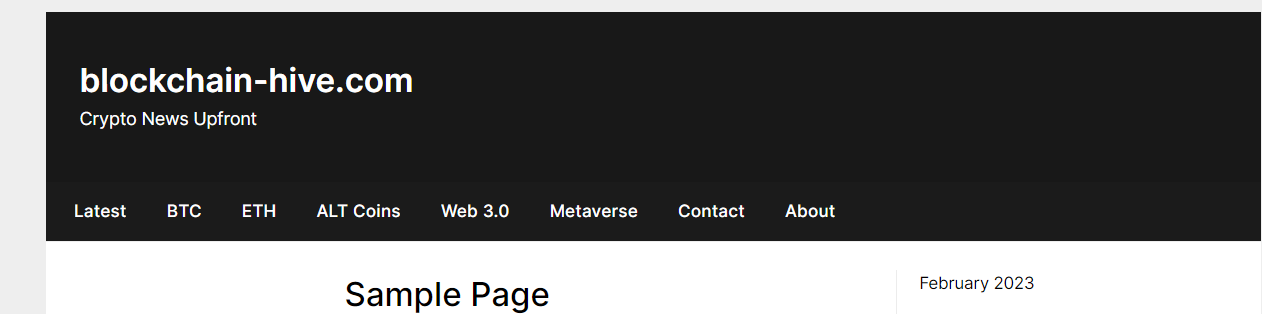 blockchain-hive.com
Crypto News Upfront
Latest BTC ETH ALT Coins Web 3.0 Metaverse Contact About
Sample Page
February 2023